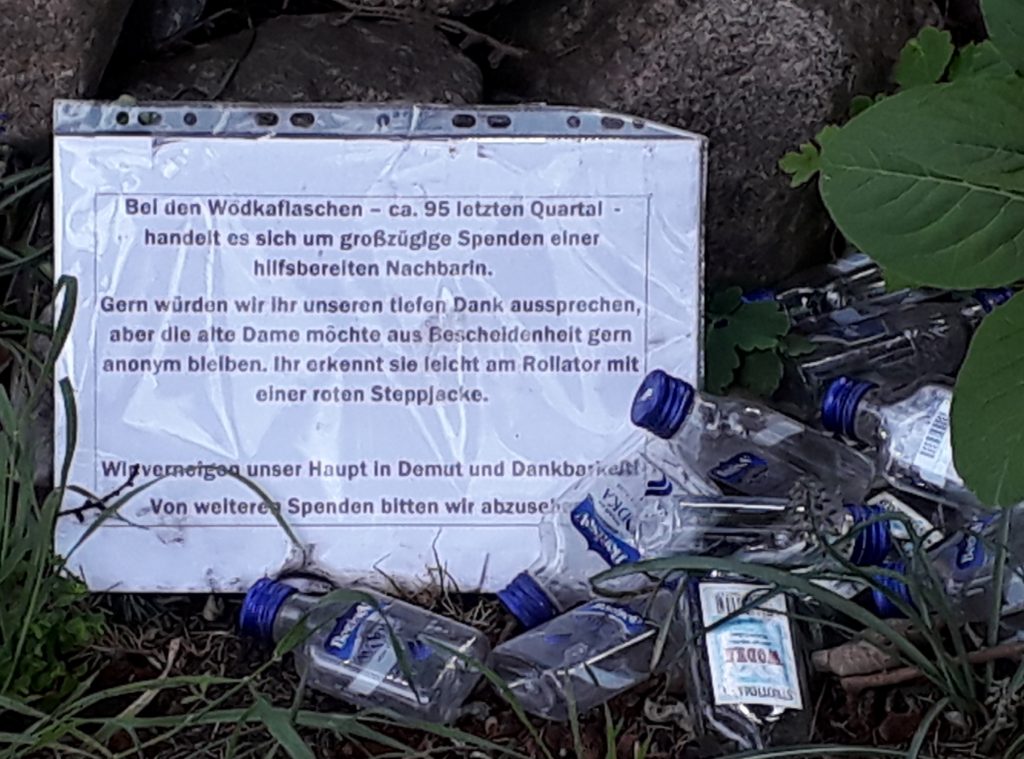 Bei den Wodkaflaschen – ca. 95 letzten Quartal -
handelt es sich um großzügige Spenden einer
hilfsbereiten Nachbarin.
Gern würden wir ihr unseren tiefen Dank aussprechen,
aber die alte Dame möchte aus Bescheidenheit gern
anonym bleiben. Ihr erkennt sie leicht am Rollator mit
einer roten Steppjacke.
Wir verneigen unser Haupt in Demut und Dankbarkeit!
Von weiteren Spenden bitten wir
WODKA